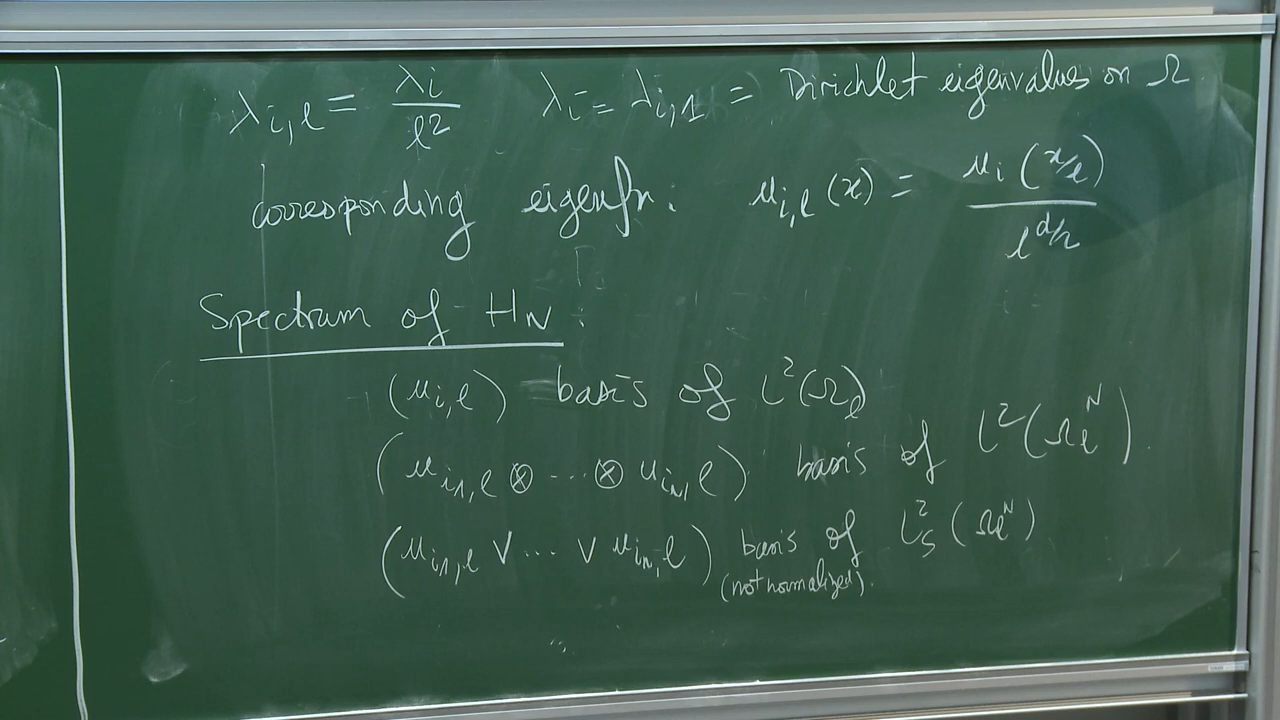 λ_{i,ℓ} = λ_i/ℓ² λ_i = λ_{i,1} = Dirichlet eigenvalues on Ω
corresponding eigenfn: u_{i,ℓ}(x) = u_i(x/ℓ)/ℓ^{d/2}
Spectrum of H_N:
(u_{i,ℓ}) basis of L²(Ω_ℓ)
(u_{i_1,ℓ} ⊗ ... ⊗ u_{i_N,ℓ}) basis of L²(Ω_ℓ^N).
(u_{i_1,ℓ} ∨ ... ∨ u_{i_N,ℓ}) basis of L²_s(Ω_ℓ^N)
(not normalized).